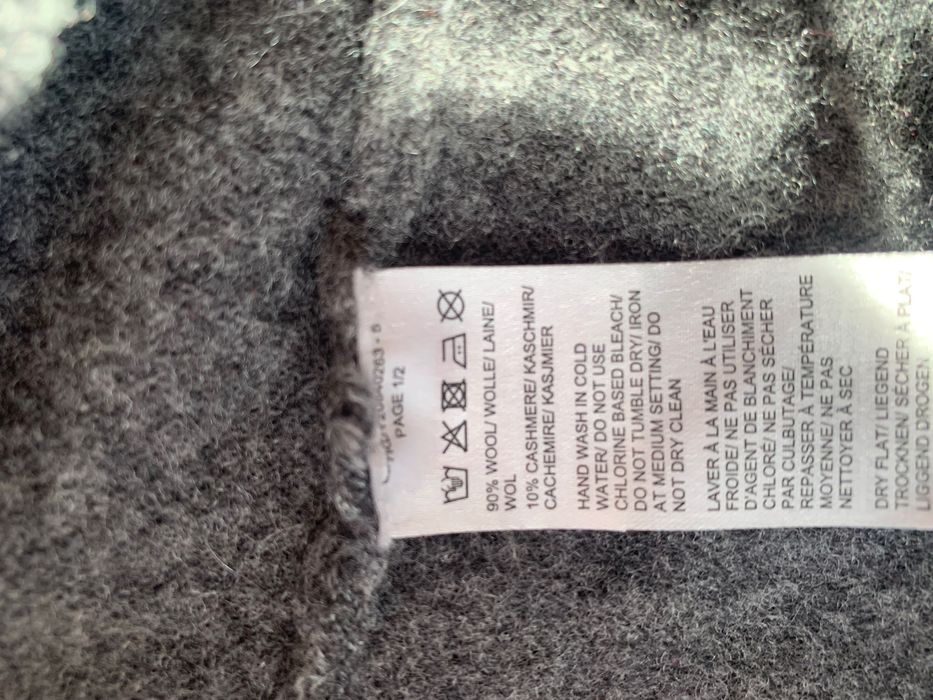 PAGE 1/2
90% WOOL/ WOLLE/ LAINE/
WOL
10% CASHMERE/ KASCHMIR/
CACHEMIRE/ KASJMIER
HAND WASH IN COLD
WATER/ DO NOT USE
CHLORINE BASED BLEACH/
DO NOT TUMBLE DRY/ IRON
AT MEDIUM SETTING/ DO
NOT DRY CLEAN
LAVER À LA MAIN À L'EAU
FROIDE/ NE PAS UTILISER
D'AGENT DE BLANCHIMENT
CHLORÉ/ NE PAS SÉCHER
PAR CULBUTAGE/
REPASSER À TEMPÉRATURE
MOYENNE/ NE PAS
NETTOYER À SEC
DRY FLAT/ LIEGEND
TROCKNEN/ SÉCHER À PLAT/
LIGGEND DROGEN